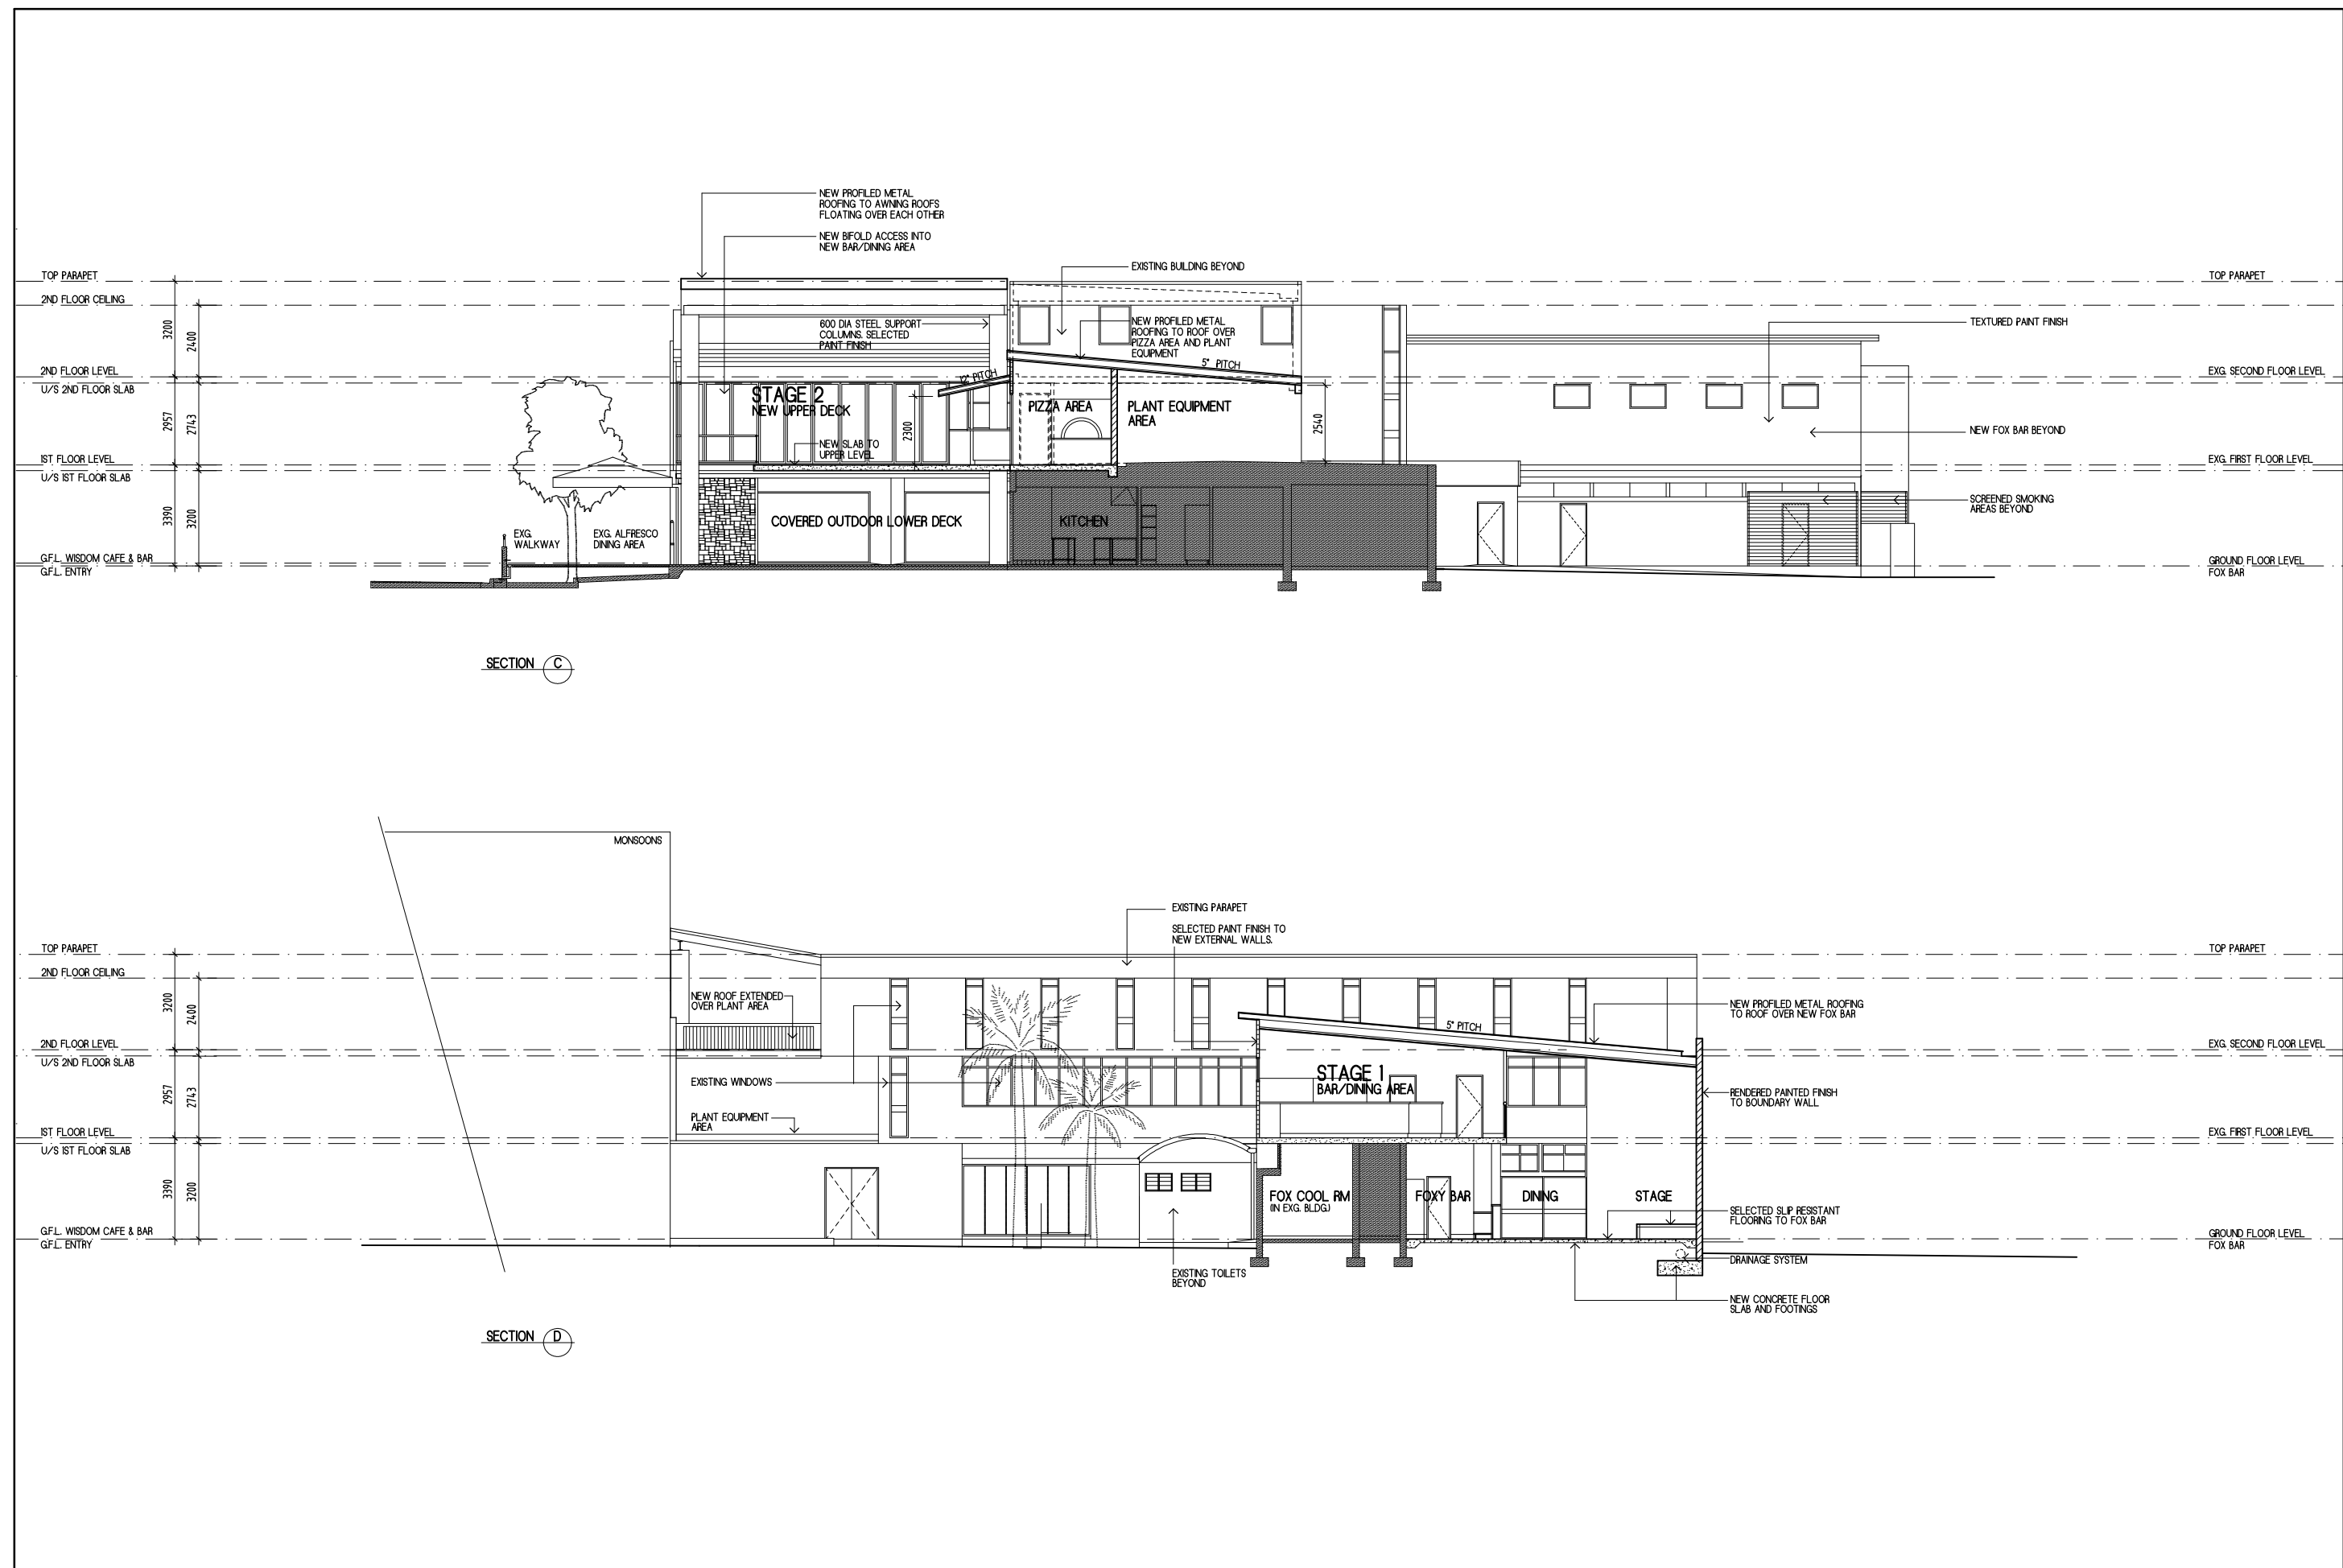 NEW PROFILED METAL
ROOFING TO AWNING ROOFS
FLOATING OVER EACH OTHER
NEW BIFOLD ACCESS INTO
NEW BAR/DINING AREA
EXISTING BUILDING BEYOND
TOP PARAPET
TOP PARAPET
2ND FLOOR CEILING
3200
2400
600 DIA STEEL SUPPORT
COLUMNS. SELECTED
PAINT FINISH
NEW PROFILED METAL
ROOFING TO ROOF OVER
PIZZA AREA AND PLANT
EQUIPMENT
TEXTURED PAINT FINISH
5° PITCH
12° PITCH
2ND FLOOR LEVEL
EXG. SECOND FLOOR LEVEL
U/S 2ND FLOOR SLAB
STAGE 2
NEW UPPER DECK
PIZZA AREA
PLANT EQUIPMENT
AREA
2957
2743
2300
2540
NEW FOX BAR BEYOND
NEW SLAB TO
UPPER LEVEL
1ST FLOOR LEVEL
EXG. FIRST FLOOR LEVEL
U/S 1ST FLOOR SLAB
SCREENED SMOKING
AREAS BEYOND
3390
3200
COVERED OUTDOOR LOWER DECK
KITCHEN
EXG.
WALKWAY
EXG. ALFRESCO
DINING AREA
G.F.L. WISDOM CAFE & BAR
G.F.L. ENTRY
GROUND FLOOR LEVEL
FOX BAR
SECTION C
MONSOONS
EXISTING PARAPET
SELECTED PAINT FINISH TO
NEW EXTERNAL WALLS.
TOP PARAPET
TOP PARAPET
2ND FLOOR CEILING
3200
2400
NEW ROOF EXTENDED
OVER PLANT AREA
NEW PROFILED METAL ROOFING
TO ROOF OVER NEW FOX BAR
5° PITCH
2ND FLOOR LEVEL
EXG. SECOND FLOOR LEVEL
U/S 2ND FLOOR SLAB
STAGE 1
BAR/DINING AREA
EXISTING WINDOWS
2957
2743
RENDERED PAINTED FINISH
TO BOUNDARY WALL
PLANT EQUIPMENT
AREA
1ST FLOOR LEVEL
EXG. FIRST FLOOR LEVEL
U/S 1ST FLOOR SLAB
3390
3200
FOX COOL RM
(IN EXG. BLDG.)
FOXY BAR
DINING
STAGE
SELECTED SLIP RESISTANT
FLOORING TO FOX BAR
G.F.L. WISDOM CAFE & BAR
G.F.L. ENTRY
GROUND FLOOR LEVEL
FOX BAR
DRAINAGE SYSTEM
EXISTING TOILETS
BEYOND
NEW CONCRETE FLOOR
SLAB AND FOOTINGS
SECTION D